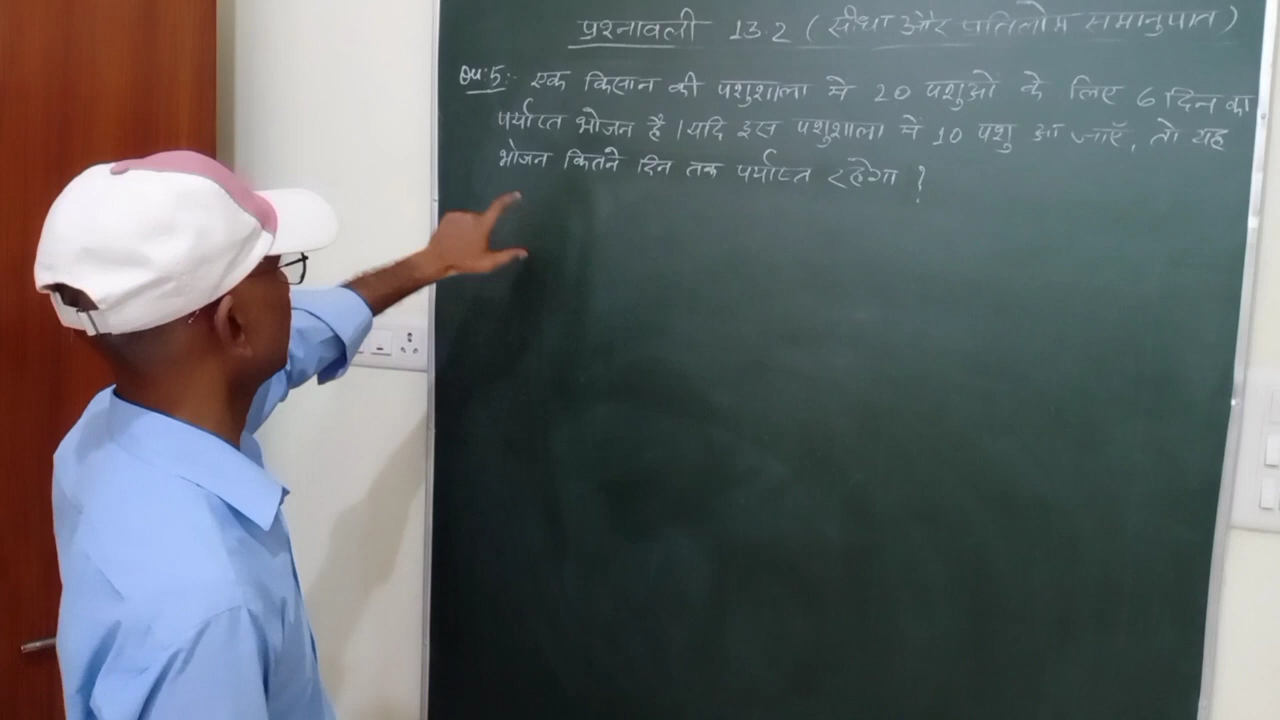 प्रश्नावली 13.2 (सीधा और प्रतिलोम समानुपात)
Qu:5:- एक किसान की पशुशाला में 20 पशुओं के लिए 6 दिन का
पर्याप्त भोजन है। यदि इस पशुशाला में 10 पशु आ जाएँ, तो यह
भोजन कितने दिन तक पर्याप्त रहेगा ?